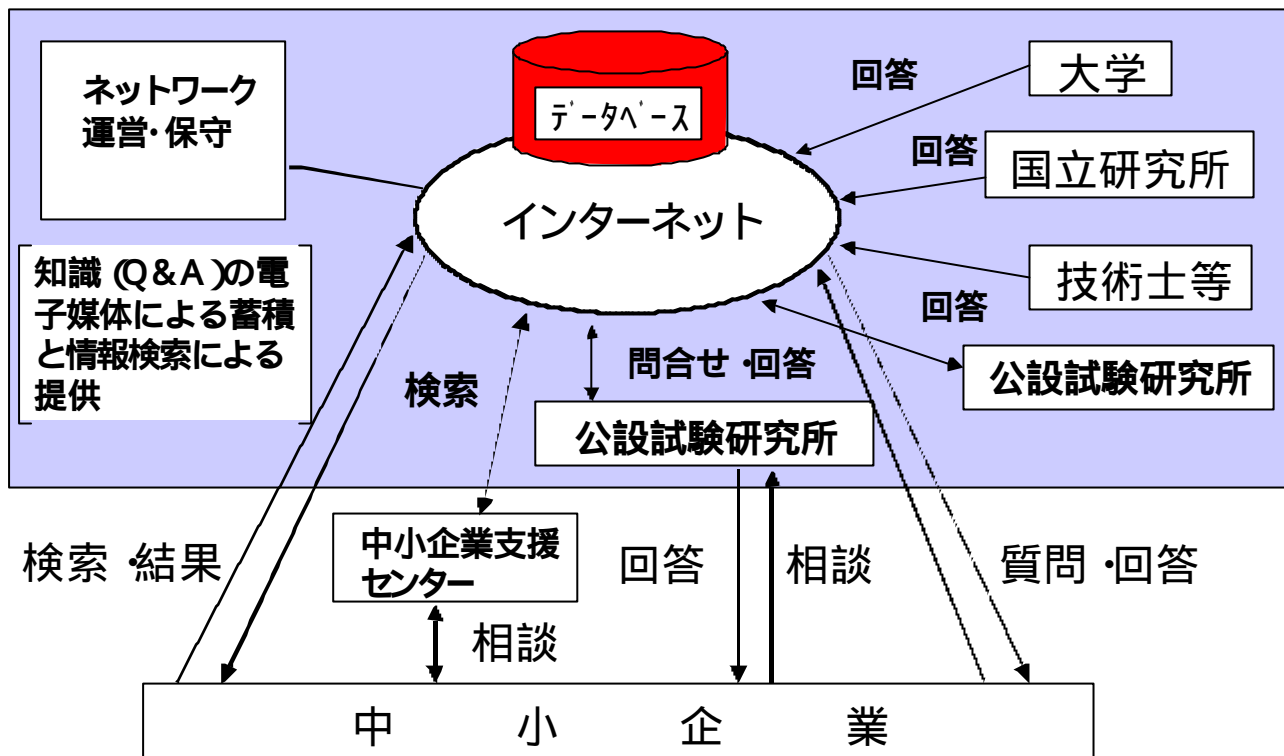 ネットワーク
運営・保守
データベース
回答
大学
回答
国立研究所
インターネット
知識(Q&A)の電
子媒体による蓄積
と情報検索による
提供
技術士等
回答
検索
問合せ・回答
公設試験研究所
公設試験研究所
検索・結果
中小企業支援
センター
回答
相談
質問・回答
相談
中小企業